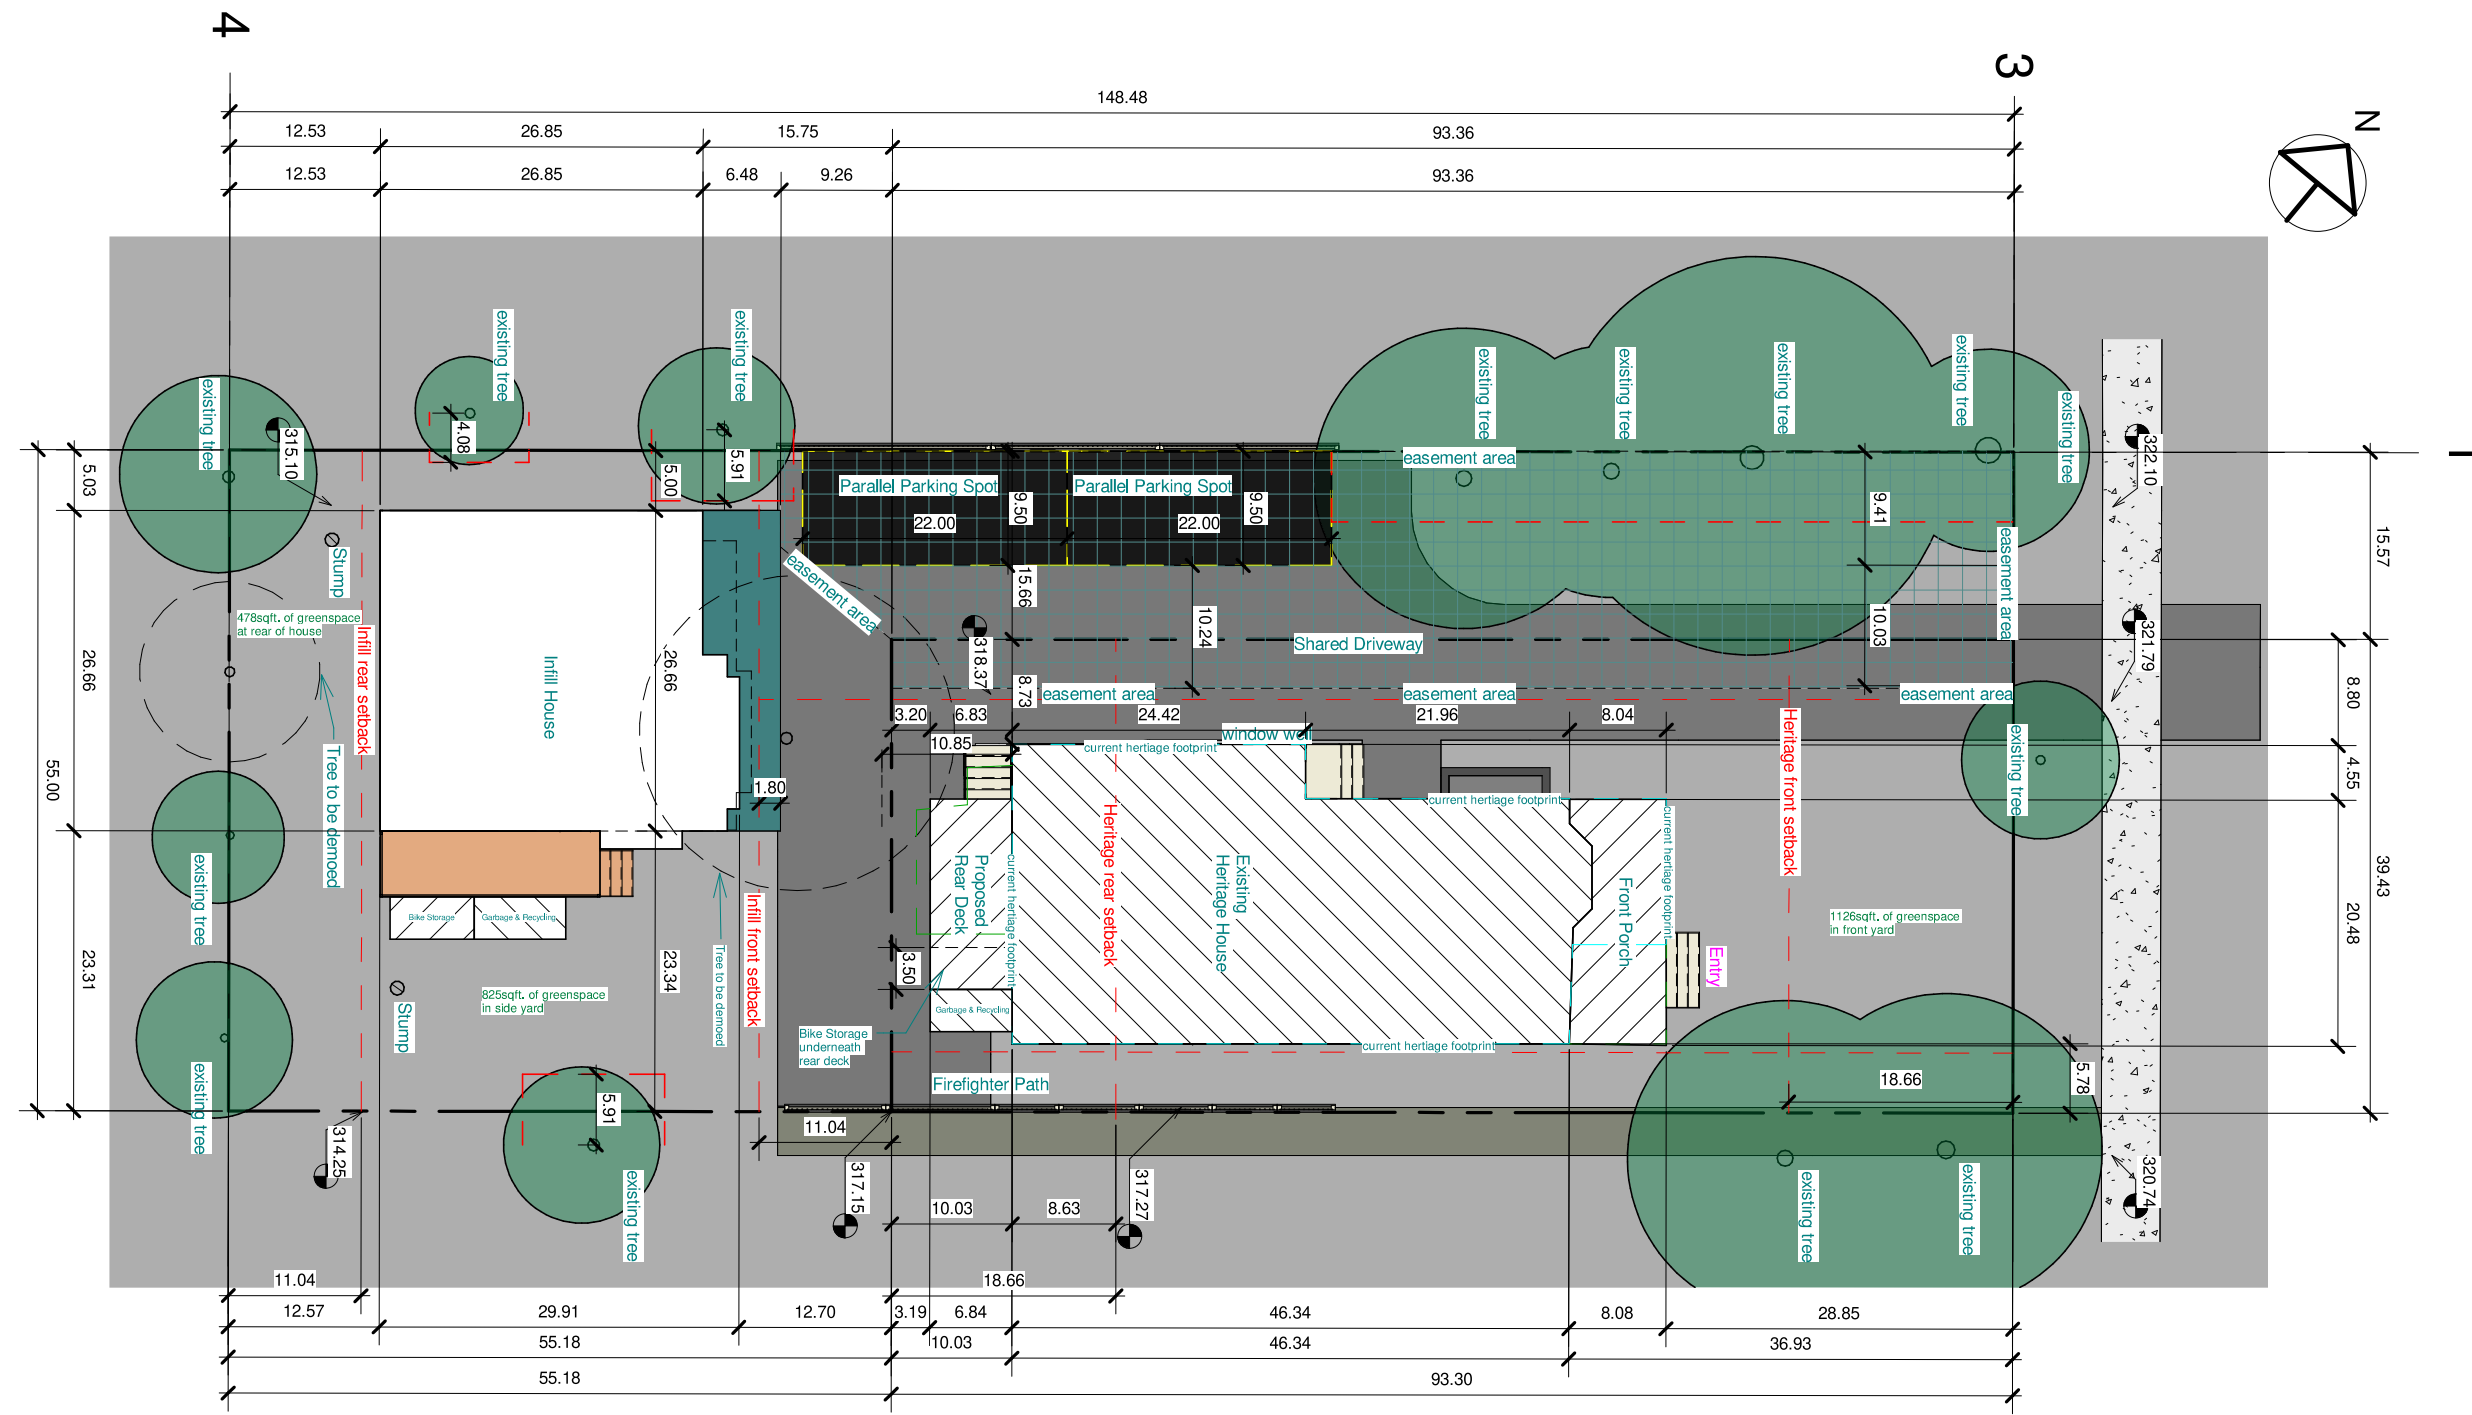 4
3
N
148.48
12.53
26.85
15.75
93.36
12.53
26.85
6.48
9.26
93.36
1
existing tree
existing tree
existing tree
existing tree
existing tree
existing tree
existing tree
existing tree
315.10
4.08
5.91
5.00
5.03
easement area
Parallel Parking Spot
Parallel Parking Spot
22.00
22.00
9.50
9.50
9.41
322.10
15.57
Stump
easement area
15.66
10.24
10.03
easement area
478sqft. of greenspace
at rear of house
Infill rear setback
Infill House
26.66
26.66
318.37
Shared Driveway
321.79
8.73
easement area
easement area
easement area
8.80
3.20
6.83
24.42
21.96
8.04
window well
10.85
current hertiage footprint
Heritage front setback
existing tree
55.00
Tree to be demoed
1.80
4.55
current hertiage footprint
current hertiage footprint
current hertiage footprint
Heritage rear setback
Proposed
Rear Deck
Existing
Heritage House
Front Porch
1126sqft. of greenspace
in front yard
39.43
20.48
existing tree
Bike Storage
Garbage & Recycling
Entry
23.31
23.34
Tree to be demoed
Infill front setback
3.50
825sqft. of greenspace
in side yard
Stump
Garbage & Recycling
Bike Storage
underneath
rear deck
current hertiage footprint
Firefighter Path
18.66
5.78
existing tree
5.91
314.25
11.04
317.15
317.27
320.74
existing tree
existing tree
existing tree
10.03
8.63
11.04
18.66
12.57
29.91
12.70
3.19
6.84
46.34
8.08
28.85
55.18
10.03
46.34
36.93
55.18
93.30